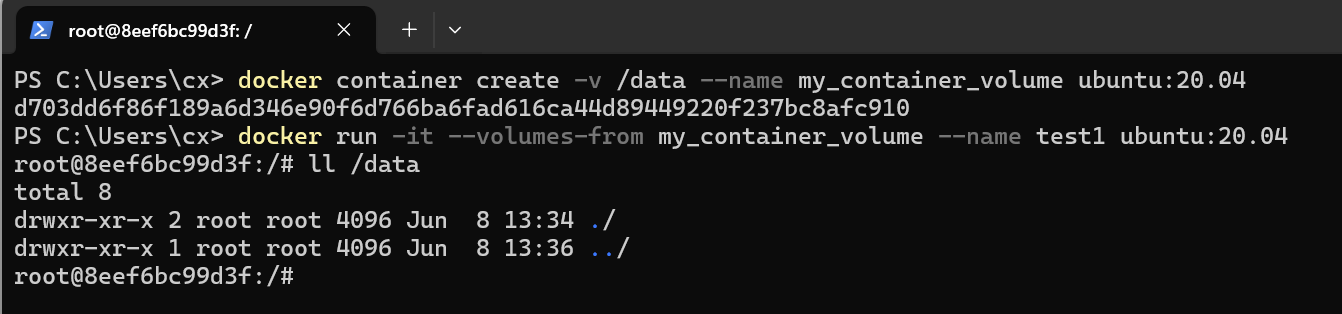 root@8eef6bc99d3f: /
PS C:\Users\cx> docker container create -v /data --name my_container_volume ubuntu:20.04
d703dd6f86f189a6d346e90f6d766ba6fad616ca44d89449220f237bc8afc910
PS C:\Users\cx> docker run -it --volumes-from my_container_volume --name test1 ubuntu:20.04
root@8eef6bc99d3f:/# ll /data
total 8
drwxr-xr-x 2 root root 4096 Jun  8 13:34 ./
drwxr-xr-x 1 root root 4096 Jun  8 13:36 ../
root@8eef6bc99d3f:/#